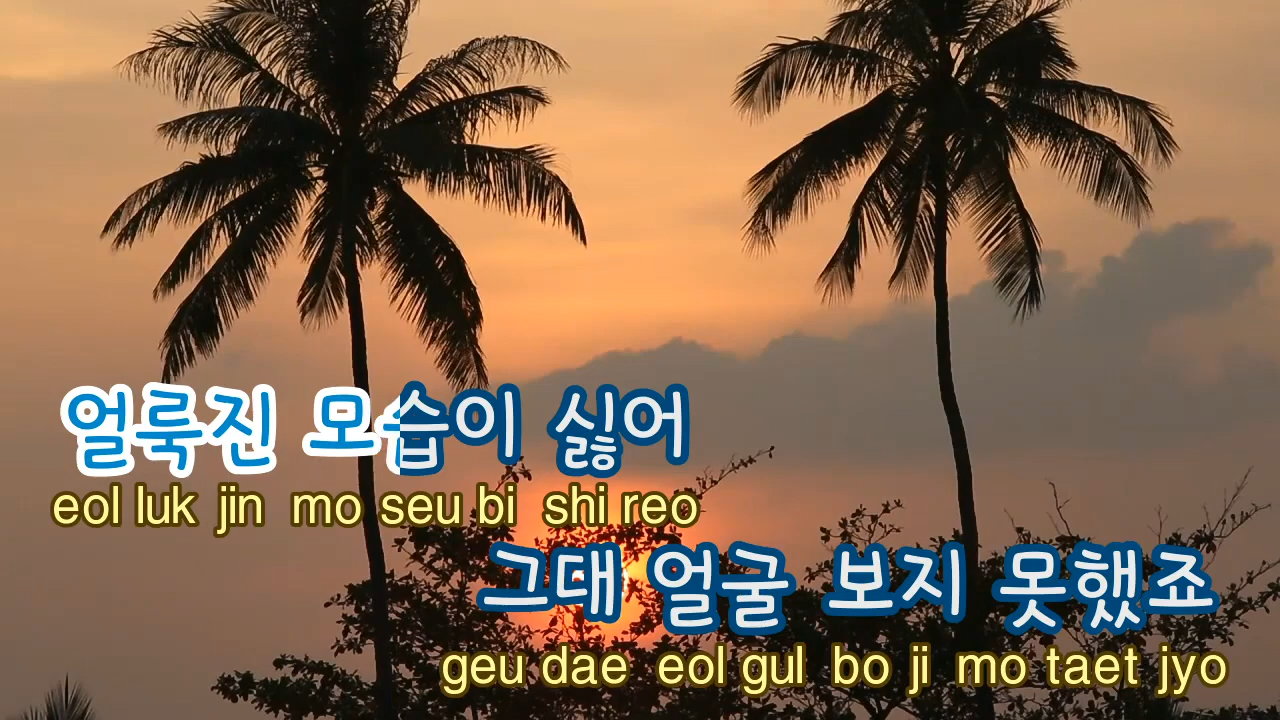 얼룩진 모습이 싫어
eol luk jin mo seu bi shi reo
그대 얼굴 보지 못했죠
geu dae eol gul bo ji mo taet jyo